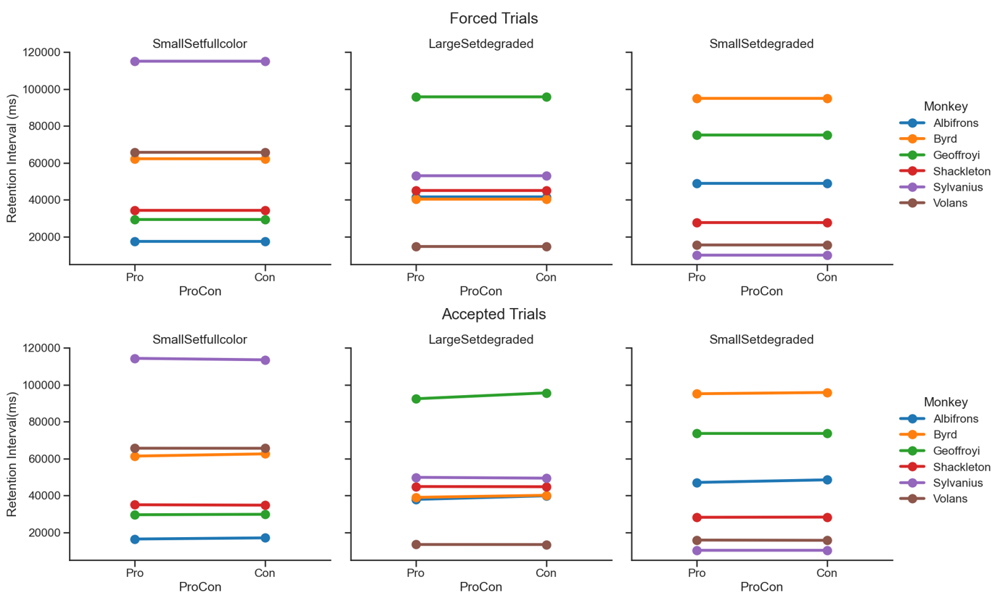 Forced Trials
SmallSetfullcolor
LargeSetdegraded
SmallSetdegraded
Retention Interval (ms)
120000
100000
80000
60000
40000
20000
Pro
Con
Pro
Con
Pro
Con
ProCon
ProCon
ProCon
Monkey
Albifrons
Byrd
Geoffroyi
Shackleton
Sylvanius
Volans
Accepted Trials
SmallSetfullcolor
LargeSetdegraded
SmallSetdegraded
Retention Interval(ms)
120000
100000
80000
60000
40000
20000
Pro
Con
Pro
Con
Pro
Con
ProCon
ProCon
ProCon
Monkey
Albifrons
Byrd
Geoffroyi
Shackleton
Sylvanius
Volans